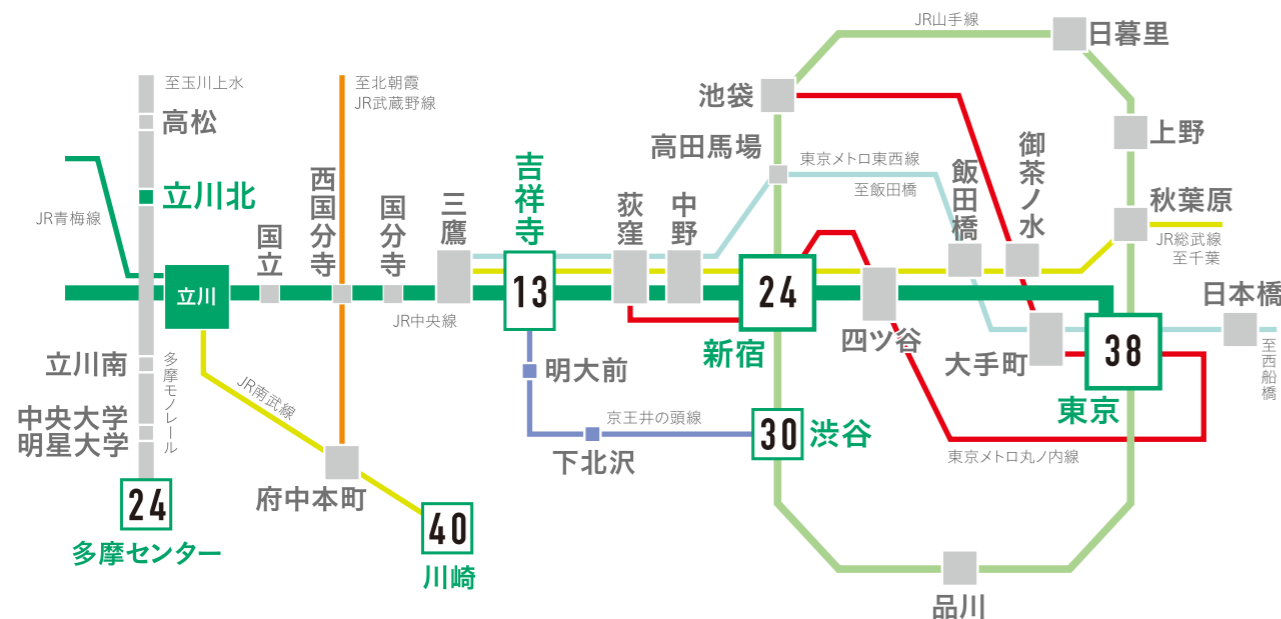 JR山手線
日暮里
至玉川上水
至北朝霞
JR武蔵野線
池袋
高松
高田馬場
上野
御茶ノ水
吉祥寺
東京メトロ東西線
至飯田橋
飯田橋
西国分寺
立川北
国分寺
三鷹
荻窪
中野
秋葉原
JR青梅線
国立
JR総武線
至千葉
立川
13
24
日本橋
JR中央線
新宿
四ツ谷
38
大手町
至西船橋
立川南
多摩モノレール
明大前
JR南武線
東京
中央大学
明星大学
京王井の頭線
30
渋谷
下北沢
東京メトロ丸ノ内線
府中本町
24
多摩センター
40
川崎
品川